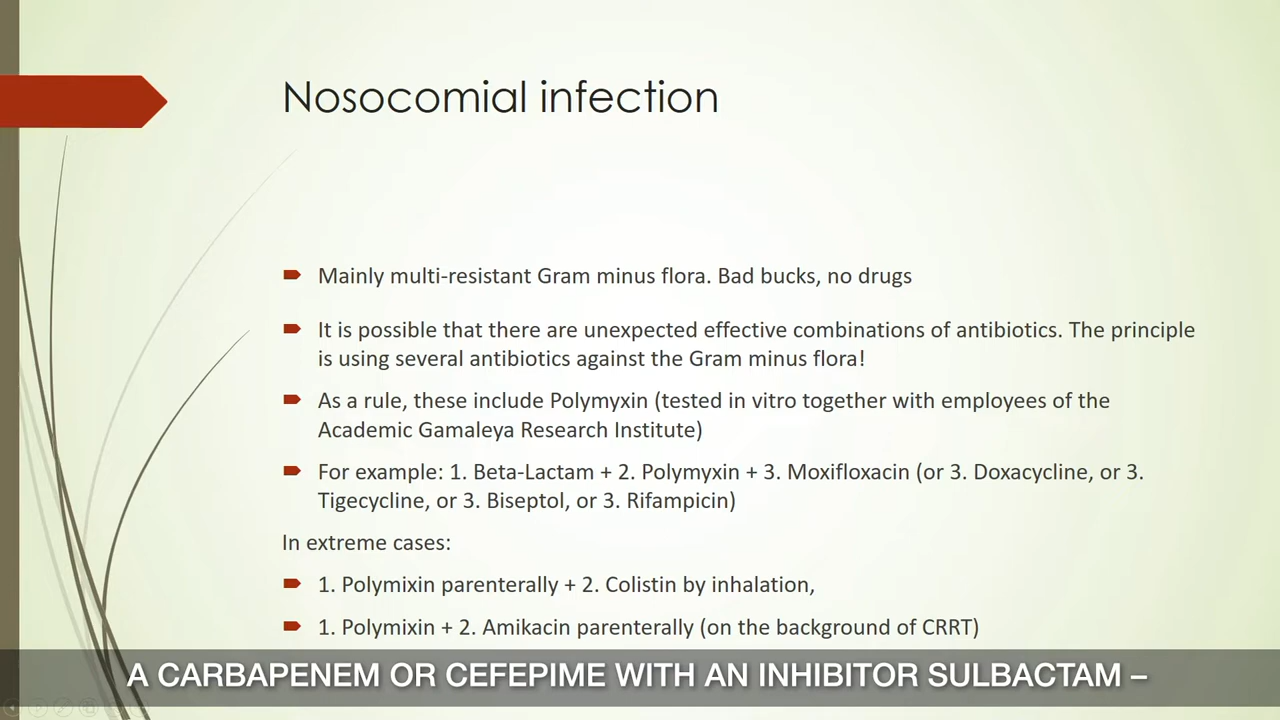 Nosocomial infection
Mainly multi-resistant Gram minus flora. Bad bucks, no drugs
It is possible that there are unexpected effective combinations of antibiotics. The principle
is using several antibiotics against the Gram minus flora!
As a rule, these include Polymyxin (tested in vitro together with employees of the
Academic Gamaleya Research Institute)
For example: 1. Beta-Lactam + 2. Polymyxin + 3. Moxifloxacin (or 3. Doxacycline, or 3.
Tigecycline, or 3. Biseptol, or 3. Rifampicin)
In extreme cases:
1. Polymixin parenterally + 2. Colistin by inhalation,
1. Polymixin + 2. Amikacin parenterally (on the background of CRRT)
A CARBAPENEM OR CEFEPIME WITH AN INHIBITOR SULBACTAM –